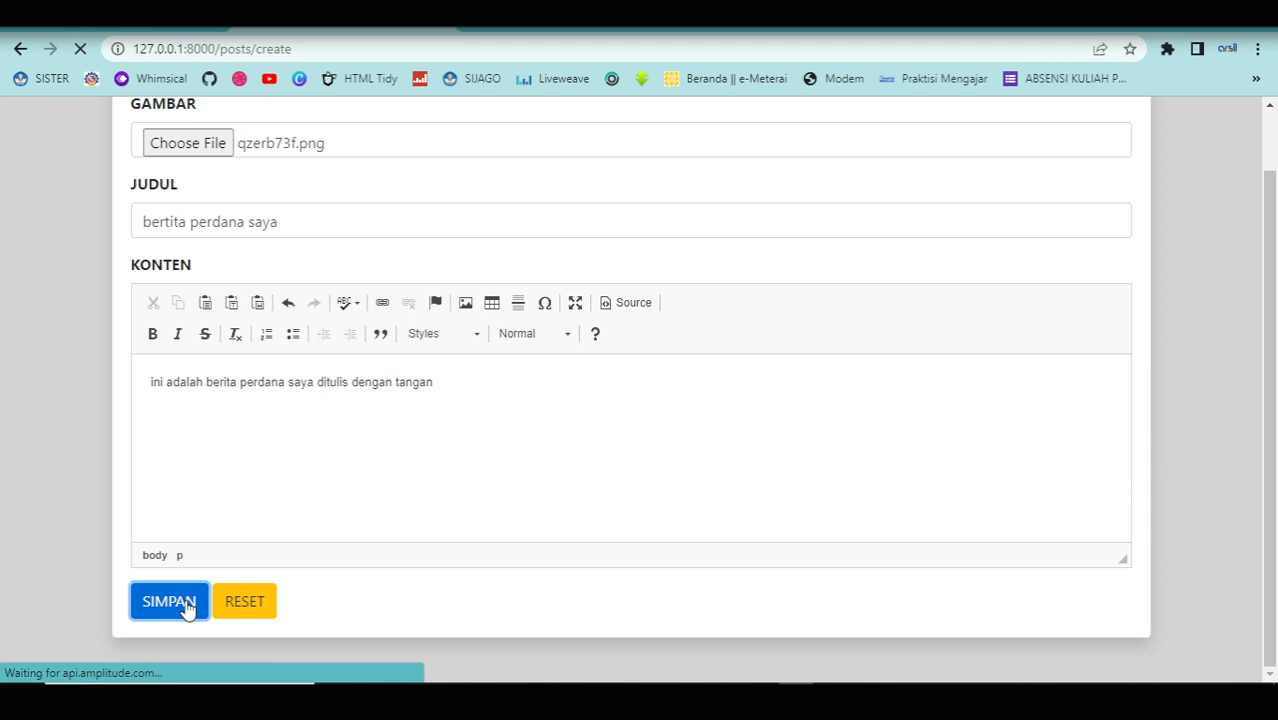 127.0.0.1:8000/posts/create
arsil
SISTER Whimsical HTML Tidy SIJAGO Liveweave Beranda || e-Meterai Modem Praktisi Mengajar ABSENSI KULIAH P... »
GAMBAR
Choose File qzerb73f.png
JUDUL
bertita perdana saya
KONTEN
Source
B I S Styles Normal ?
ini adalah berita perdana saya ditulis dengan tangan
body p
SIMPAN RESET
Waiting for api.amplitude.com...